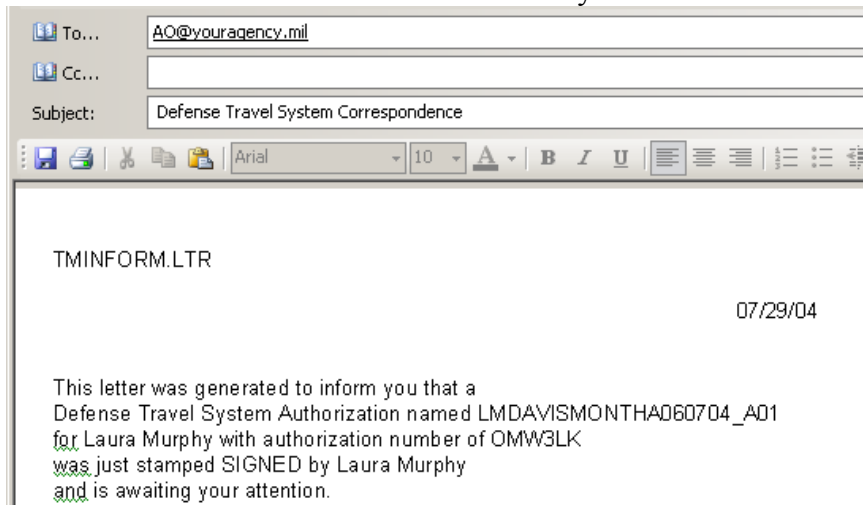 To...
AO@youragency.mil
Cc...
Subject:
Defense Travel System Correspondence
Arial
10
A
B I U
TMINFORM.LTR
07/29/04
This letter was generated to inform you that a
Defense Travel System Authorization named LMDAVISMONTHA060704_A01
for Laura Murphy with authorization number of OMW3LK
was just stamped SIGNED by Laura Murphy
and is awaiting your attention.